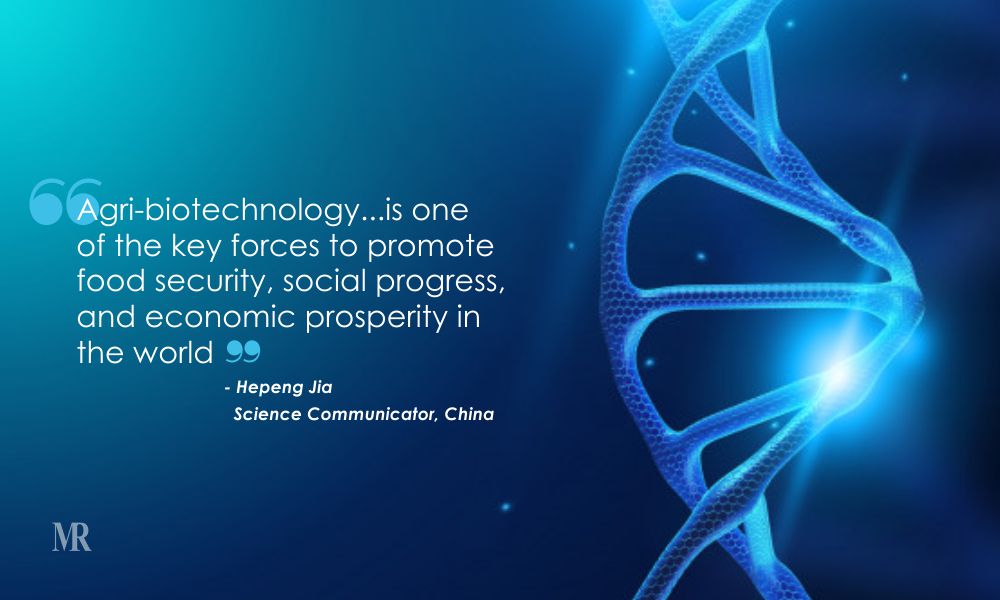 “Agri-biotechnology...is one
of the key forces to promote
food security, social progress,
and economic prosperity in
the world ”
- Hepeng Jia
Science Communicator, China
MR